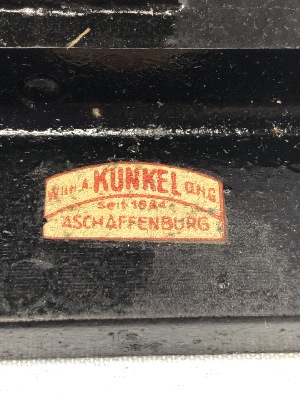 Wilh. A. KUNKEL OHG
Seit 1844
ASCHAFFENBURG